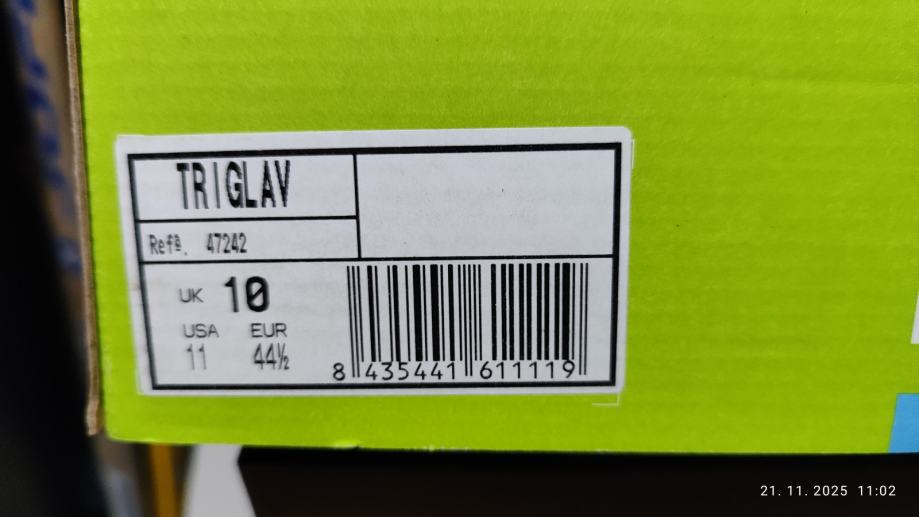 TRIGLAV
Refª. 47242
UK 10
USA EUR
11 44½
8 435441 611119
21. 11. 2025 11:02